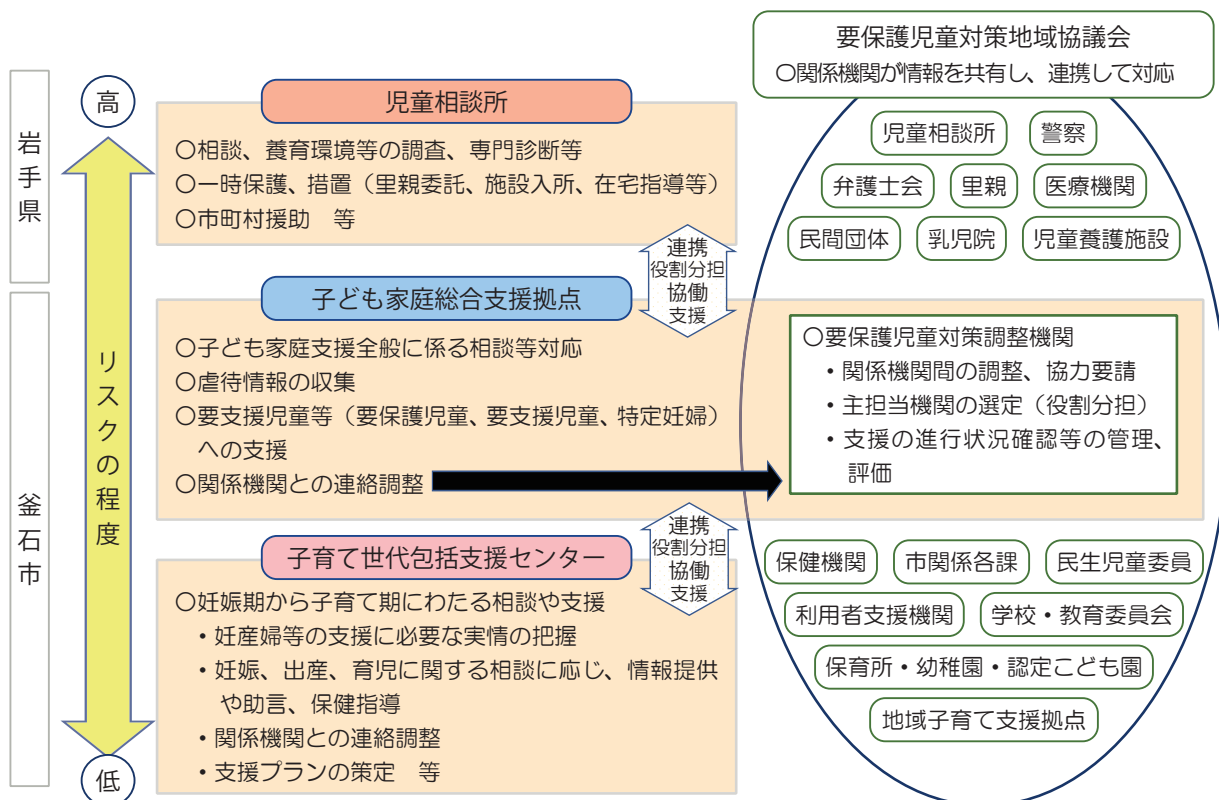 岩手県
釜石市
高
リスクの程度
低
児童相談所
〇相談、養育環境等の調査、専門診断等
〇一時保護、措置（里親委託、施設入所、在宅指導等）
〇市町村援助　等
連携
役割分担
協働
支援
子ども家庭総合支援拠点
〇子ども家庭支援全般に係る相談等対応
〇虐待情報の収集
〇要支援児童等（要保護児童、要支援児童、特定妊婦）
への支援
〇関係機関との連絡調整
連携
役割分担
協働
支援
子育て世代包括支援センター
〇妊娠期から子育て期にわたる相談や支援
・妊産婦等の支援に必要な実情の把握
・妊娠、出産、育児に関する相談に応じ、情報提供
や助言、保健指導
・関係機関との連絡調整
・支援プランの策定　等
要保護児童対策地域協議会
〇関係機関が情報を共有し、連携して対応
児童相談所　警察
弁護士会　里親　医療機関
民間団体　乳児院　児童養護施設
〇要保護児童対策調整機関
・関係機関間の調整、協力要請
・主担当機関の選定（役割分担）
・支援の進行状況確認等の管理、
評価
保健機関　市関係各課　民生児童委員
利用者支援機関　学校・教育委員会
保育所・幼稚園・認定こども園
地域子育て支援拠点